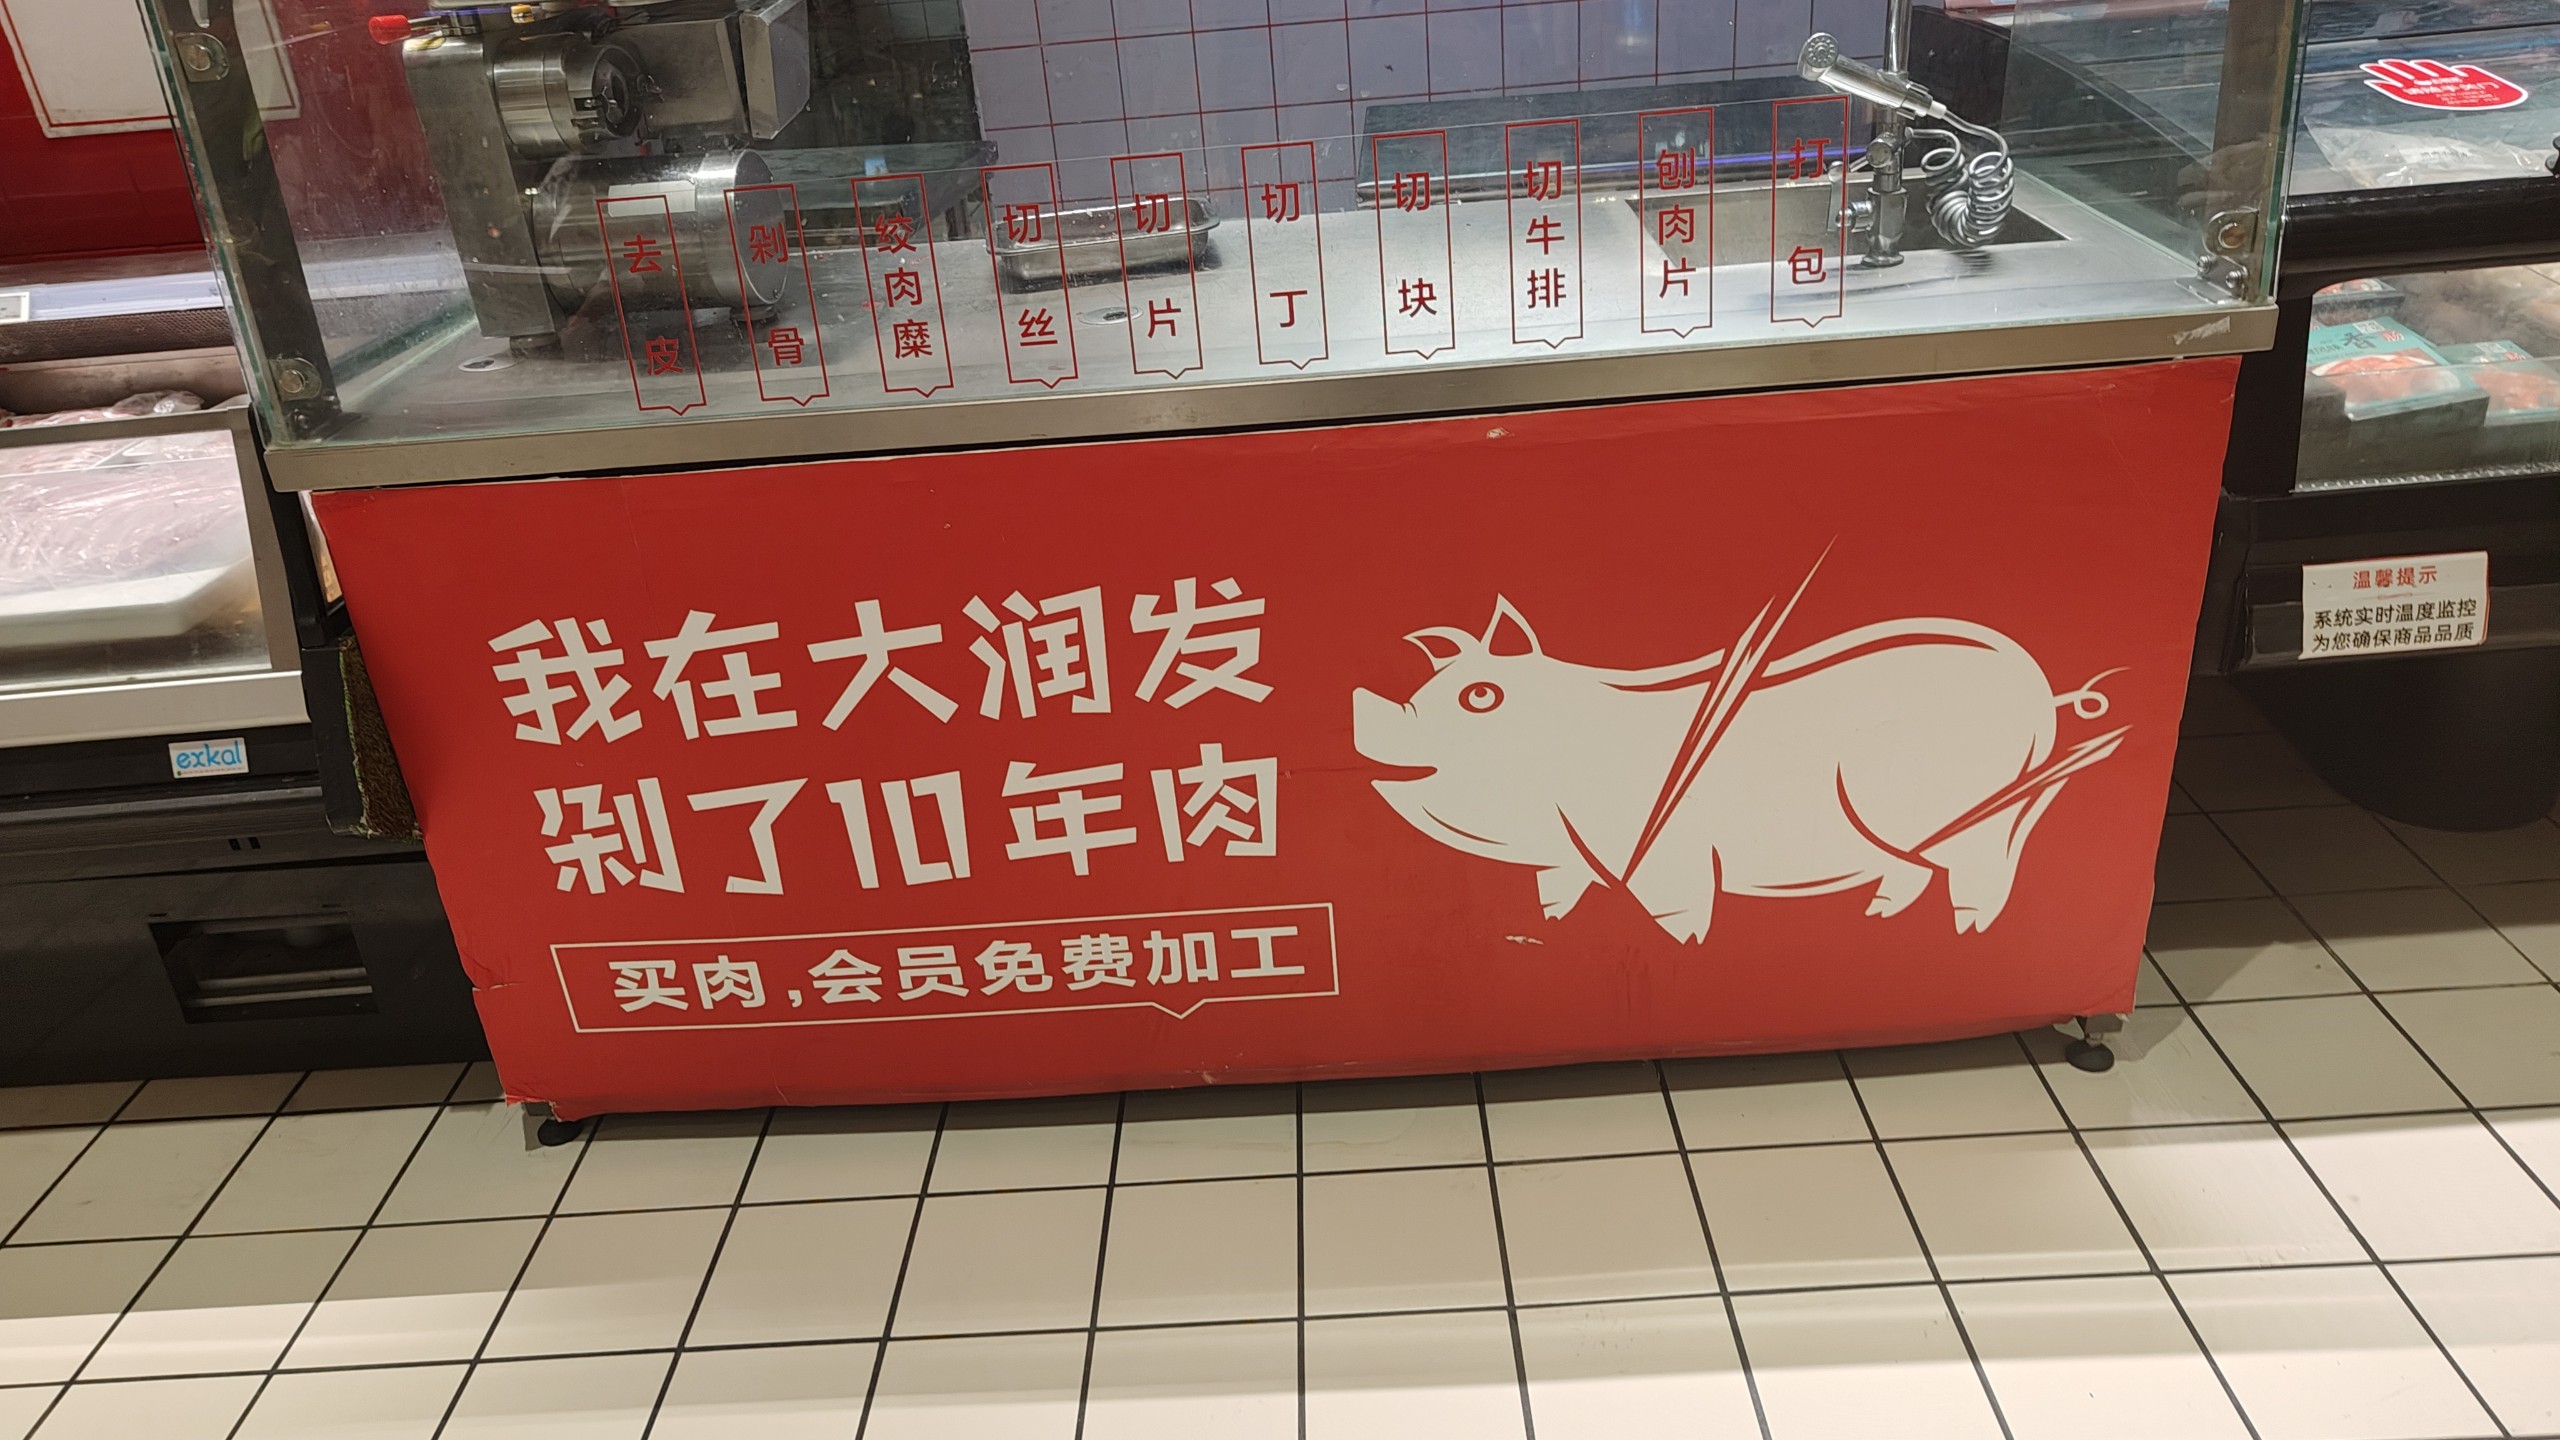 去皮
剁骨
绞肉糜
切丝
切片
切丁
切块
切牛排
刨肉片
打包
我在大润发
剁了10年肉
买肉,会员免费加工
exkal
温馨提示
系统实时温度监控
为您确保商品品质